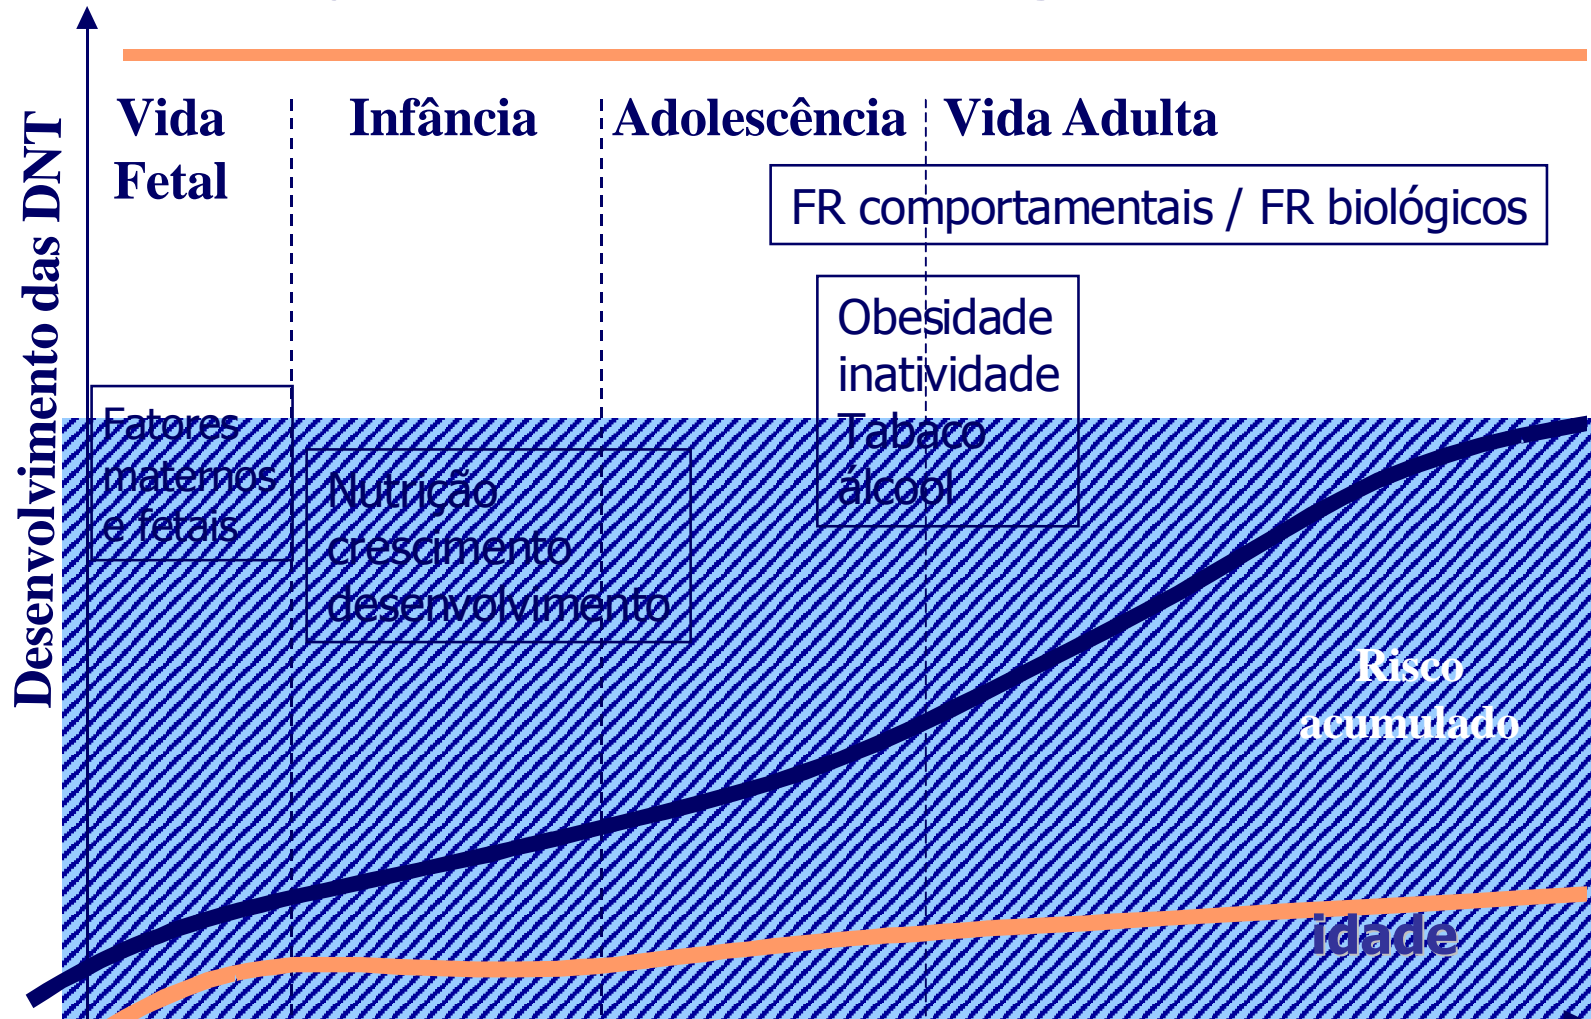 Desenvolvimento das DNT
Vida
Fetal
Infância
Adolescência
Vida Adulta
FR comportamentais / FR biológicos
Obesidade
inatividade
Tabaco
álcool
Fatores
maternos
e fetais
Nutrição
crescimento
desenvolvimento
Risco
acumulado
idade